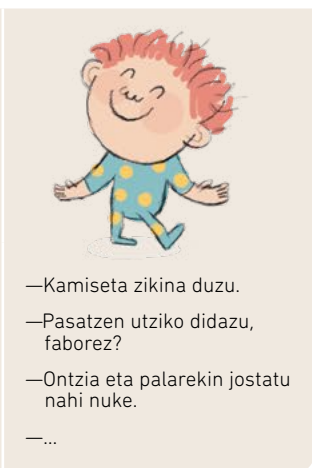 —Kamiseta zikina duzu.
—Pasatzen utziko didazu,
faborez?
—Ontzia eta palarekin jostatu
nahi nuke.
—...